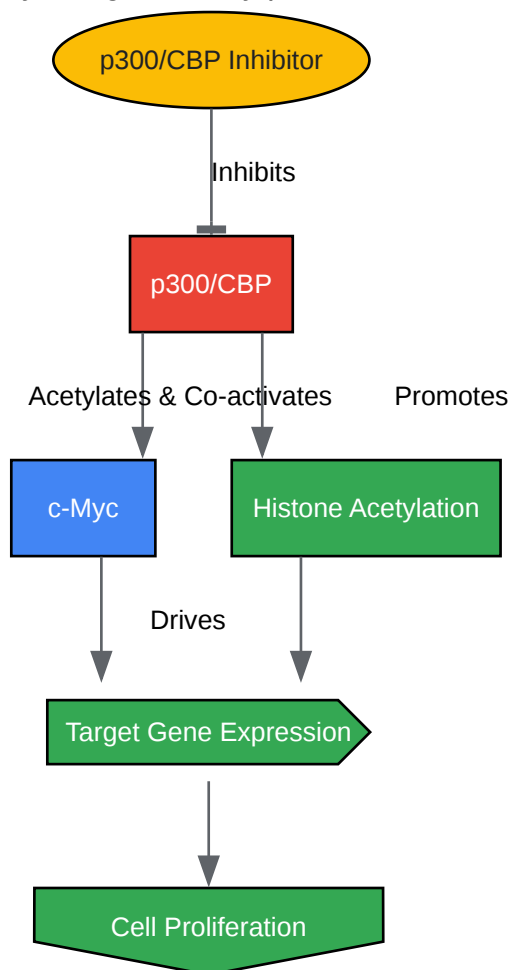 p300/CBP Inhibitor
Inhibits
p300/CBP
Acetylates & Co-activates
Promotes
c-Myc
Histone Acetylation
Drives
Target Gene Expression
Cell Proliferation